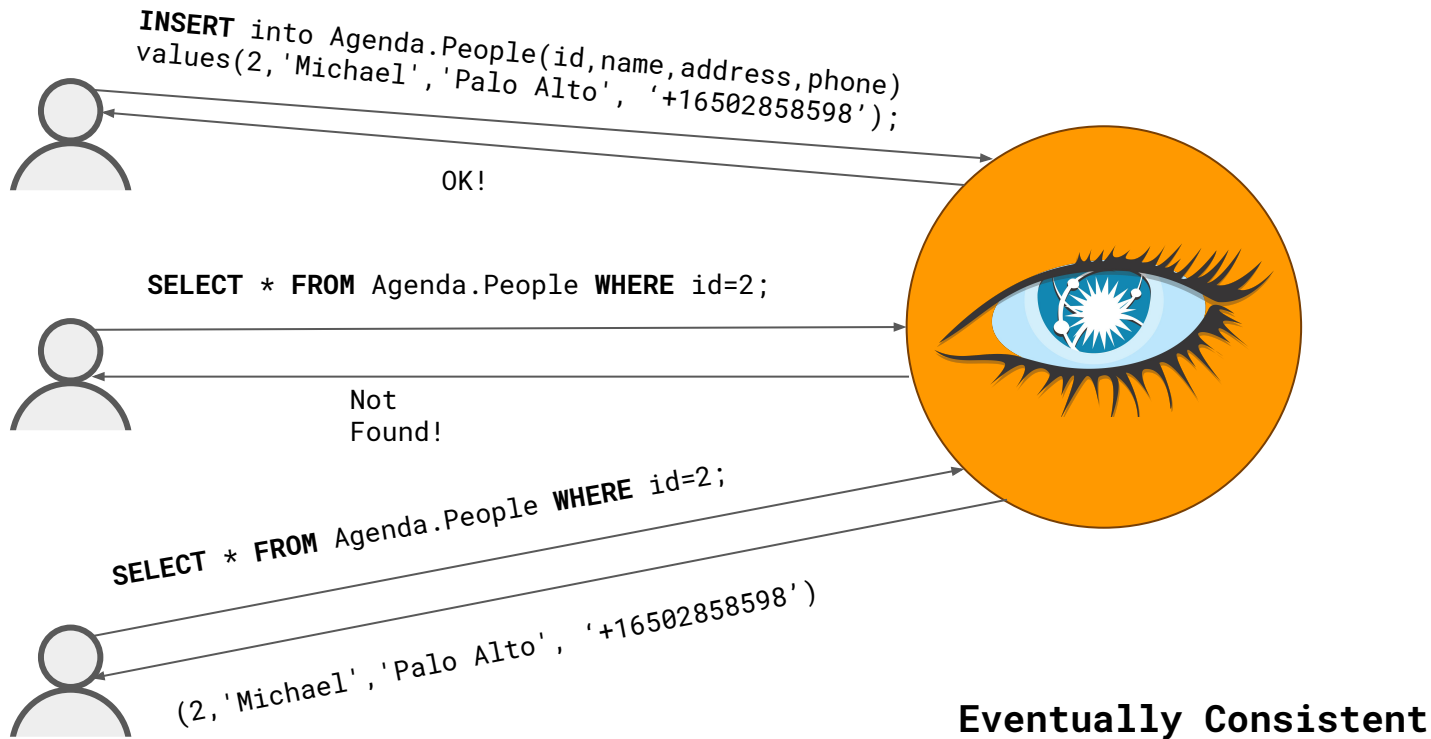 INSERT into Agenda.People(id,name,address,phone)
values(2,'Michael','Palo Alto', ‘+16502858598’);
OK!
SELECT * FROM Agenda.People WHERE id=2;
Not
Found!
SELECT * FROM Agenda.People WHERE id=2;
(2,'Michael','Palo Alto', ‘+16502858598’)
Eventually Consistent